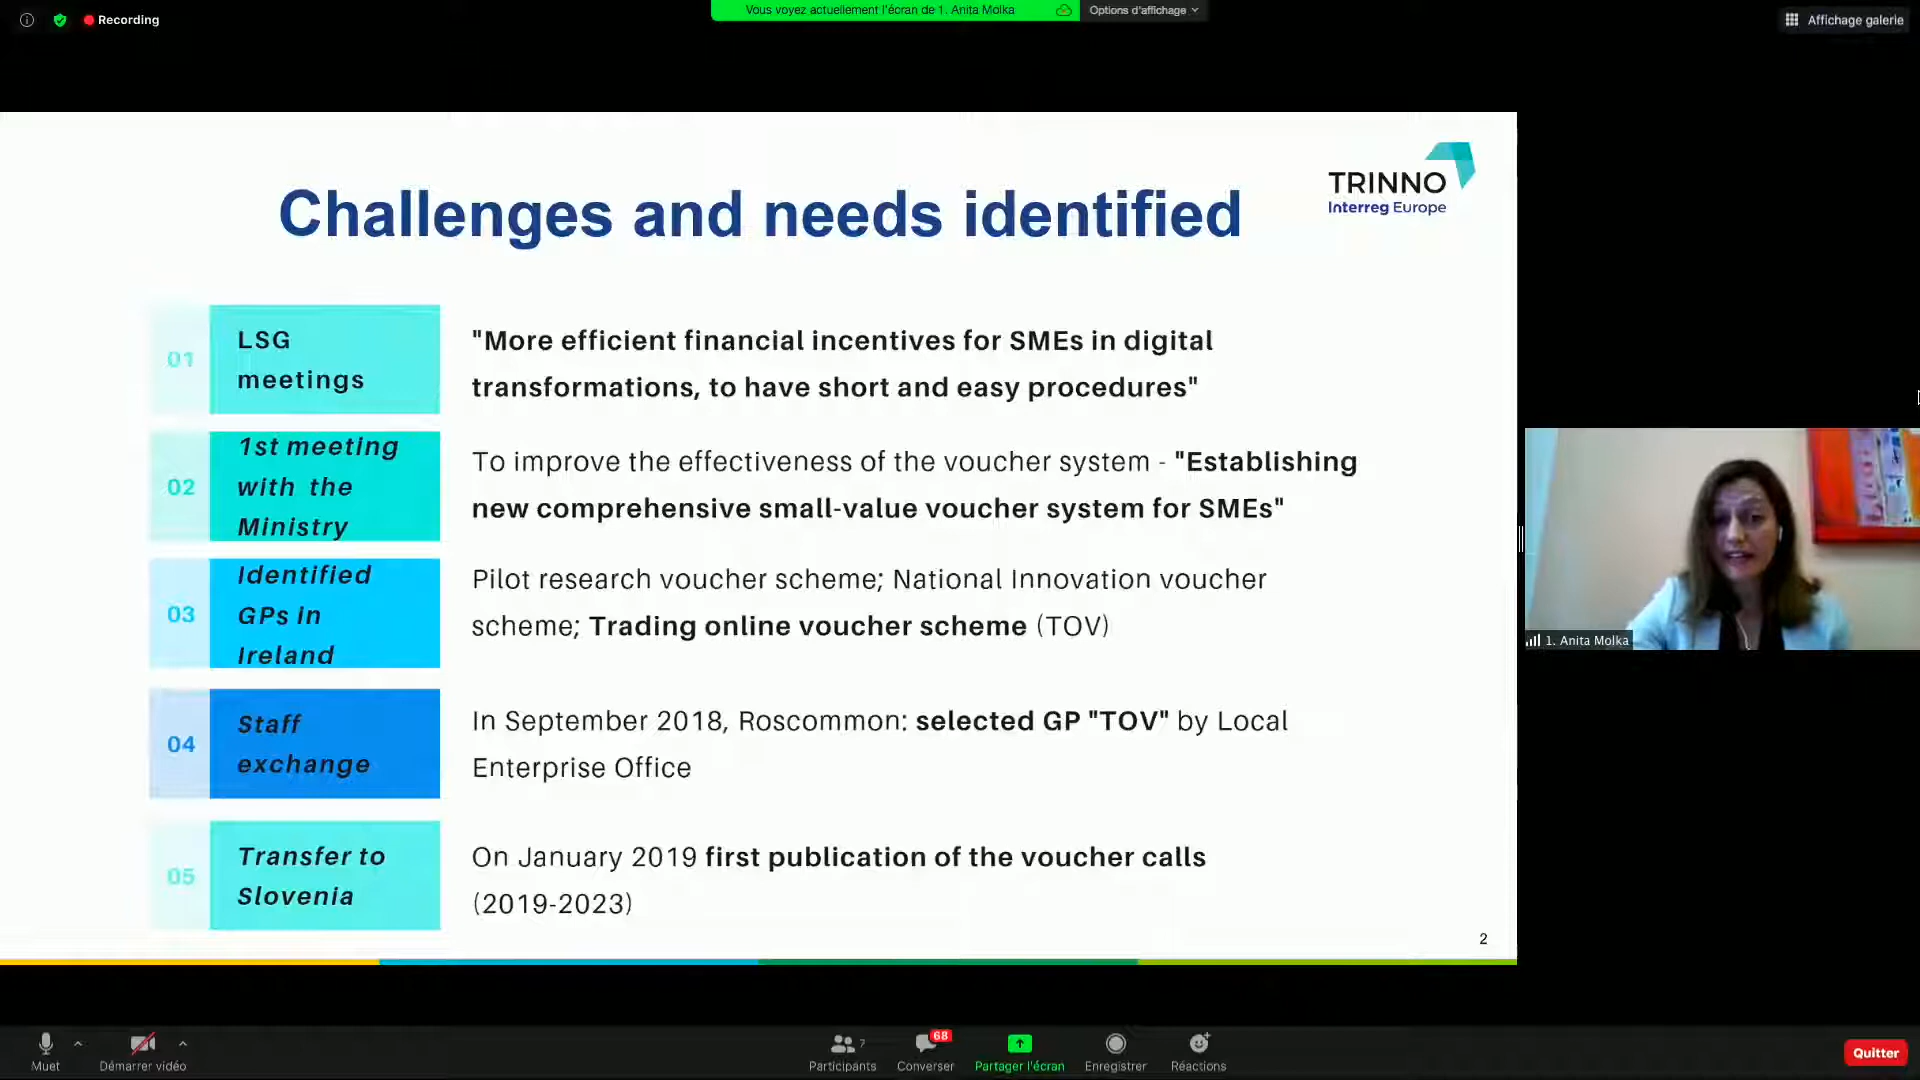 Recording
Vous voyez actuellement l'écran de 1. Anita Molka
Options d'affichage
Affichage galerie
TRINNO
Interreg Europe
Challenges and needs identified
01
LSG
meetings
"More efficient financial incentives for SMEs in digital
transformations, to have short and easy procedures"
02
1st meeting
with the
Ministry
To improve the effectiveness of the voucher system - "Establishing
new comprehensive small-value voucher system for SMEs"
03
Identified
GPs in
Ireland
Pilot research voucher scheme; National Innovation voucher
scheme; Trading online voucher scheme (TOV)
04
Staff
exchange
In September 2018, Roscommon: selected GP "TOV" by Local
Enterprise Office
05
Transfer to
Slovenia
On January 2019 first publication of the voucher calls
(2019-2023)
2
1. Anita Molka
Muet
Démarrer vidéo
7
Participants
68
Converser
Partager l'écran
Enregistrer
Réactions
Quitter